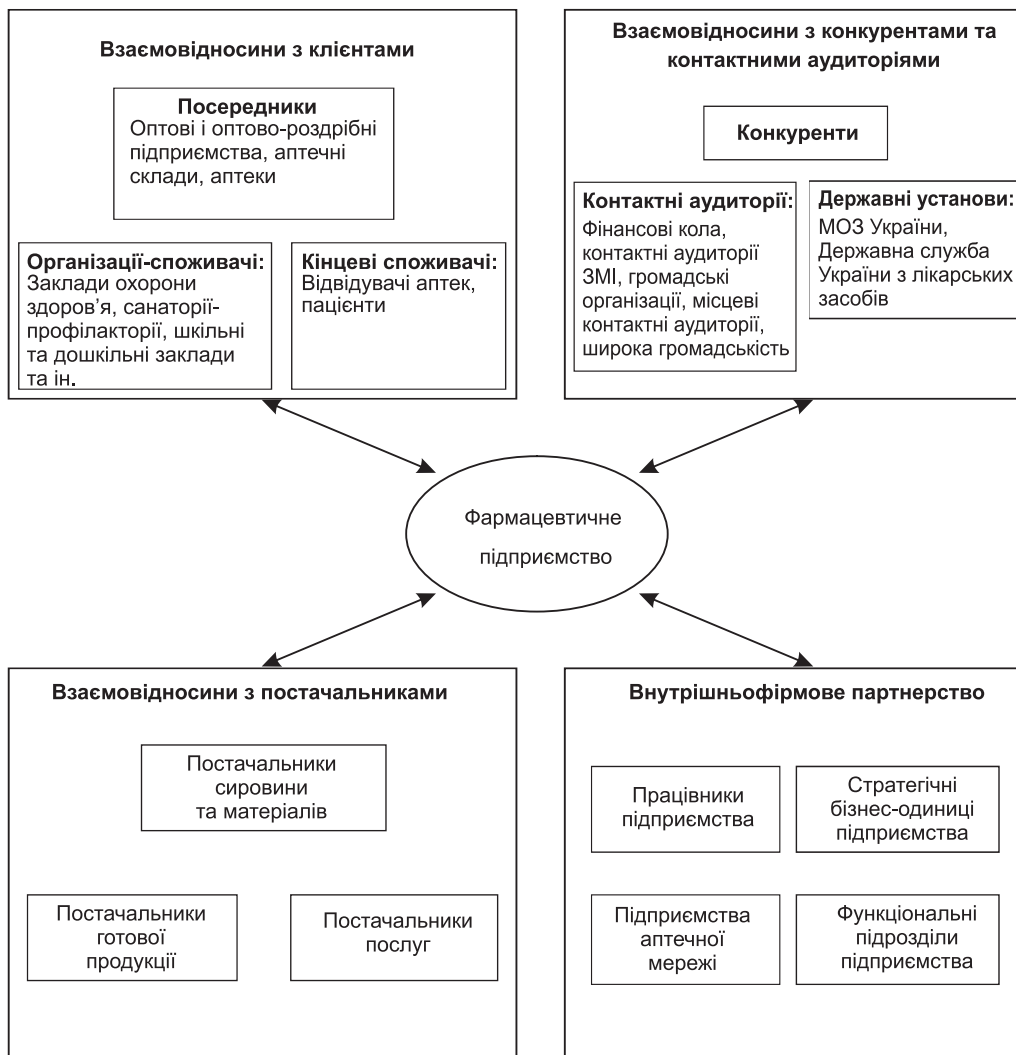 Взаємовідносини з клієнтами
Посередники
Оптові і оптово-роздрібні
підприємства, аптечні
склади, аптеки
Організації-споживачі:
Заклади охорони
здоров’я, санаторії-
профілакторії, шкільні
та дошкільні заклади
та ін.
Кінцеві споживачі:
Відвідувачі аптек,
пацієнти
Взаємовідносини з конкурентами та
контактними аудиторіями
Конкуренти
Контактні аудиторії:
Фінансові кола,
контактні аудиторії
ЗМІ, громадські
організації, місцеві
контактні аудиторії,
широка громадськість
Державні установи:
МОЗ України,
Державна служба
України з лікарських
засобів
Фармацевтичне
підприємство
Взаємовідносини з постачальниками
Постачальники
сировини
та матеріалів
Постачальники
готової
продукції
Постачальники
послуг
Внутрішньофірмове партнерство
Працівники
підприємства
Стратегічні
бізнес-одиниці
підприємства
Підприємства
аптечної
мережі
Функціональні
підрозділи
підприємства